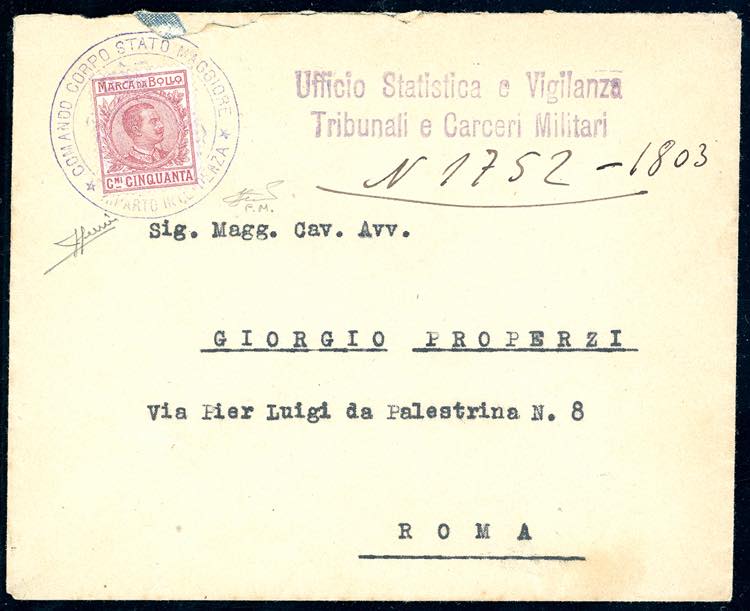 COMANDO CORPO STATO MAGGIORE
MARCA DA BOLLO
CMI CINQUANTA
Ufficio Statistica e Vigilanza
Tribunali e Carceri Militari
N 1752 - 1803
F.M.
Sig. Magg. Cav. Avv.
GIORGIO PROPERZI
Via Pier Luigi da Palestrina N. 8
ROMA